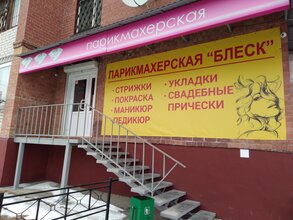 парикмахерская
ПАРИКМАХЕРСКАЯ "БЛЕСК"
• СТРИЖКИ
• ПОКРАСКА
• МАНИКЮР
ПЕДИКЮР
• УКЛАДКИ
• СВАДЕБНЫЕ
ПРИЧЕСКИ